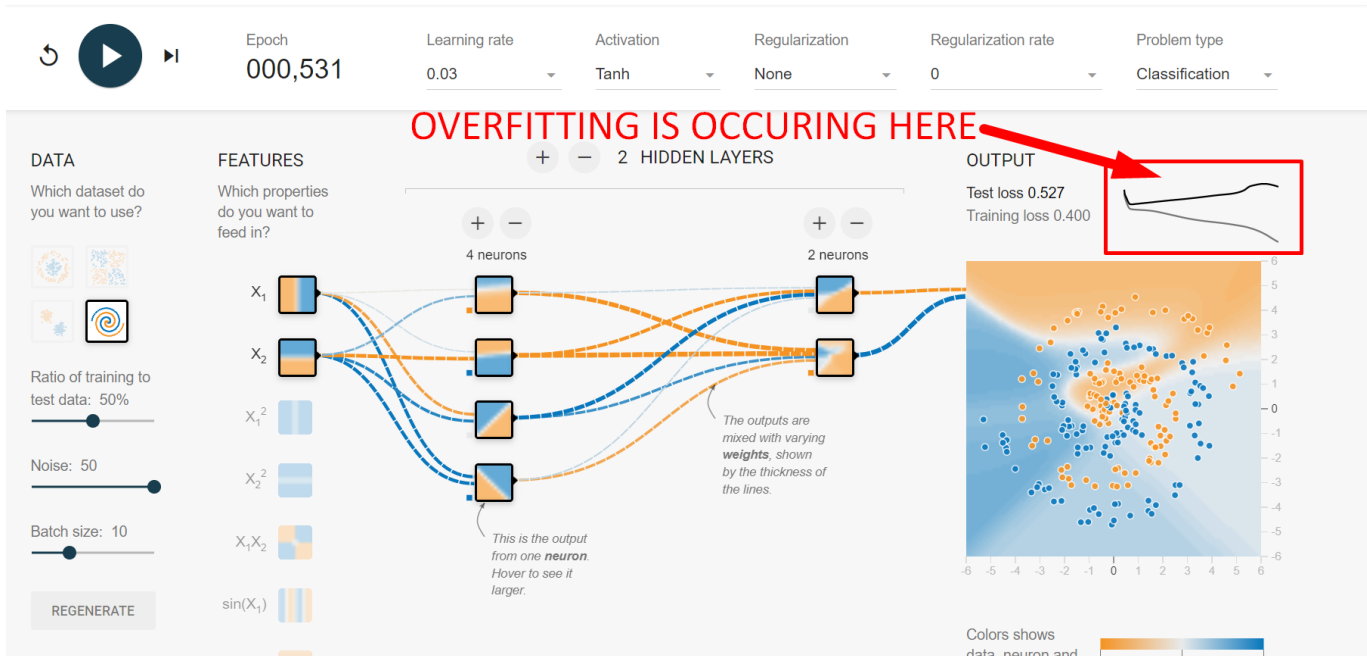 Epoch
000,531
Learning rate
0.03
Activation
Tanh
Regularization
None
Regularization rate
0
Problem type
Classification
OVERFITTING IS OCCURING HERE
DATA
Which dataset do
you want to use?
Ratio of training to
test data: 50%
Noise: 50
Batch size: 10
REGENERATE
FEATURES
Which properties
do you want to
feed in?
X1
X2
X1²
X2²
X1X2
sin(X1)
+ − 2 HIDDEN LAYERS
+ −
4 neurons
+ −
2 neurons
This is the output
from one neuron.
Hover to see it
larger.
The outputs are
mixed with varying
weights, shown
by the thickness of
the lines.
OUTPUT
Test loss 0.527
Training loss 0.400
6
5
4
3
2
1
0
-1
-2
-3
-4
-5
-6
-6 -5 -4 -3 -2 -1 0 1 2 3 4 5 6
Colors shows
data, neuron and